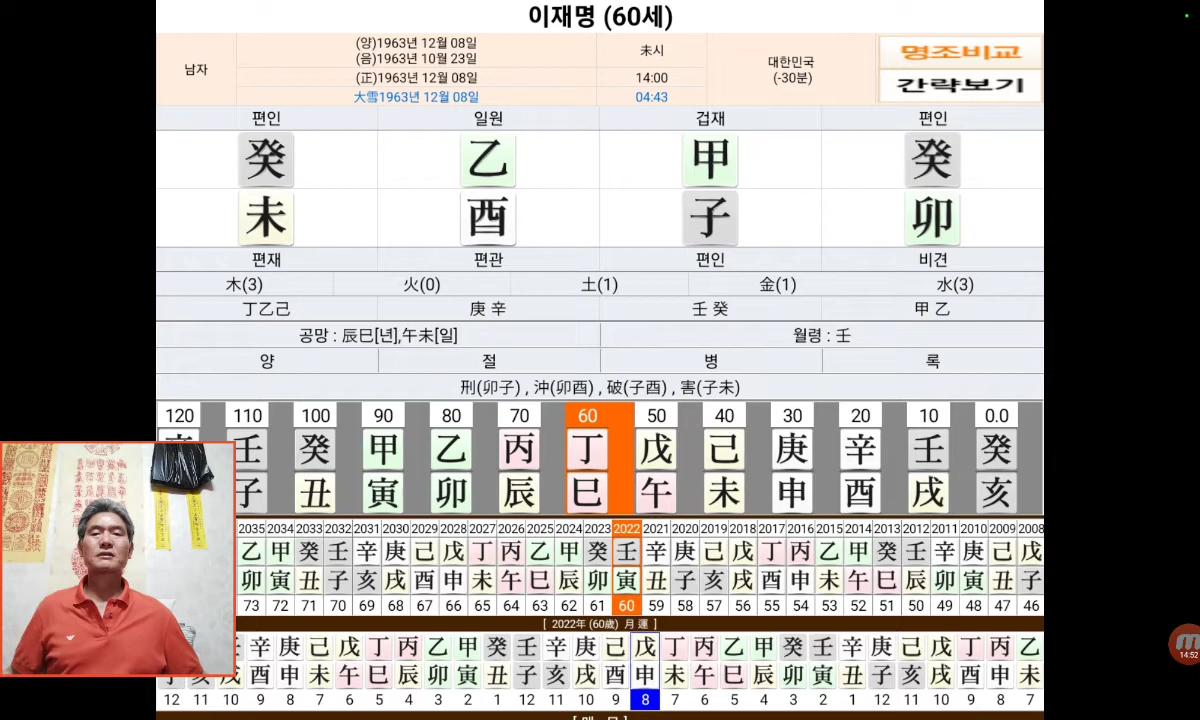 이재명 (60세)
남자
(양)1963년 12월 08일
(음)1963년 10월 23일
(正)1963년 12월 08일
大雪1963년 12월 08일
未시
14:00
04:43
대한민국
(-30분)
명조비교
간략보기
편인 일원 겁재 편인
癸 乙 甲 癸
未 酉 子 卯
편재 편관 편인 비견
木(3) 火(0) 土(1) 金(1) 水(3)
丁乙己 庚 辛 壬 癸 甲 乙
공망 : 辰巳[년],午未[일] 월령 : 壬
양 절 병 록
刑(卯子) , 沖(卯酉) , 破(子酉) , 害(子未)
120 110 100 90 80 70 60 50 40 30 20 10 0.0
壬 癸 甲 乙 丙 丁 戊 己 庚 辛 壬 癸
子 丑 寅 卯 辰 巳 午 未 申 酉 戌 亥
2035 2034 2033 2032 2031 2030 2029 2028 2027 2026 2025 2024 2023 2022 2021 2020 2019 2018 2017 2016 2015 2014 2013 2012 2011 2010 2009 2008
乙 甲 癸 壬 辛 庚 己 戊 丁 丙 乙 甲 癸 壬 辛 庚 己 戊 丁 丙 乙 甲 癸 壬 辛 庚 己 戊
卯 寅 丑 子 亥 戌 酉 申 未 午 巳 辰 卯 寅 丑 子 亥 戌 酉 申 未 午 巳 辰 卯 寅 丑 子
73 72 71 70 69 68 67 66 65 64 63 62 61 60 59 58 57 56 55 54 53 52 51 50 49 48 47 46
[ 2022年 (60歲) 月 運 ]
辛 庚 己 戊 丁 丙 乙 甲 癸 壬 辛 庚 己 戊 丁 丙 乙 甲 癸 壬 辛 庚 己 戊 丁 丙 乙
酉 申 未 午 巳 辰 卯 寅 丑 子 亥 戌 酉 申 未 午 巳 辰 卯 寅 丑 子 亥 戌 酉 申 未
12 11 10 9 8 7 6 5 4 3 2 1 12 11 10 9 8 7 6 5 4 3 2 1 12 11 10 9 8 7
14:52